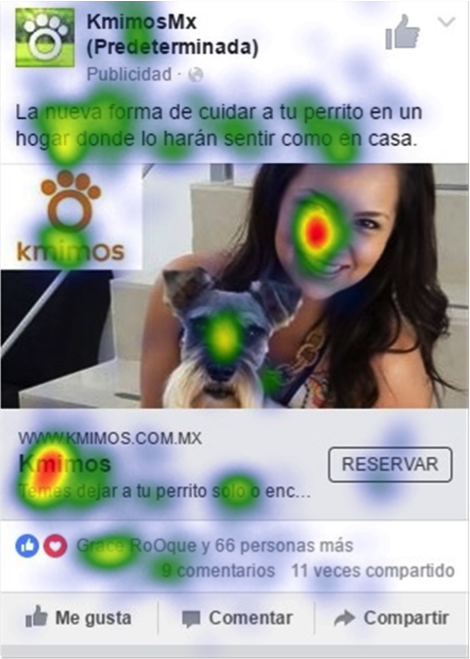 KmimosMx
(Predeterminada)
Publicidad ·
La nueva forma de cuidar a tu perrito en un
hogar donde lo harán sentir como en casa.
kmimos
WWW.KMIMOS.COM.MX
Kmimos
Temes dejar a tu perrito solo o enc...
RESERVAR
Grace RoOque y 66 personas más
9 comentarios 11 veces compartido
Me gusta
Comentar
Compartir